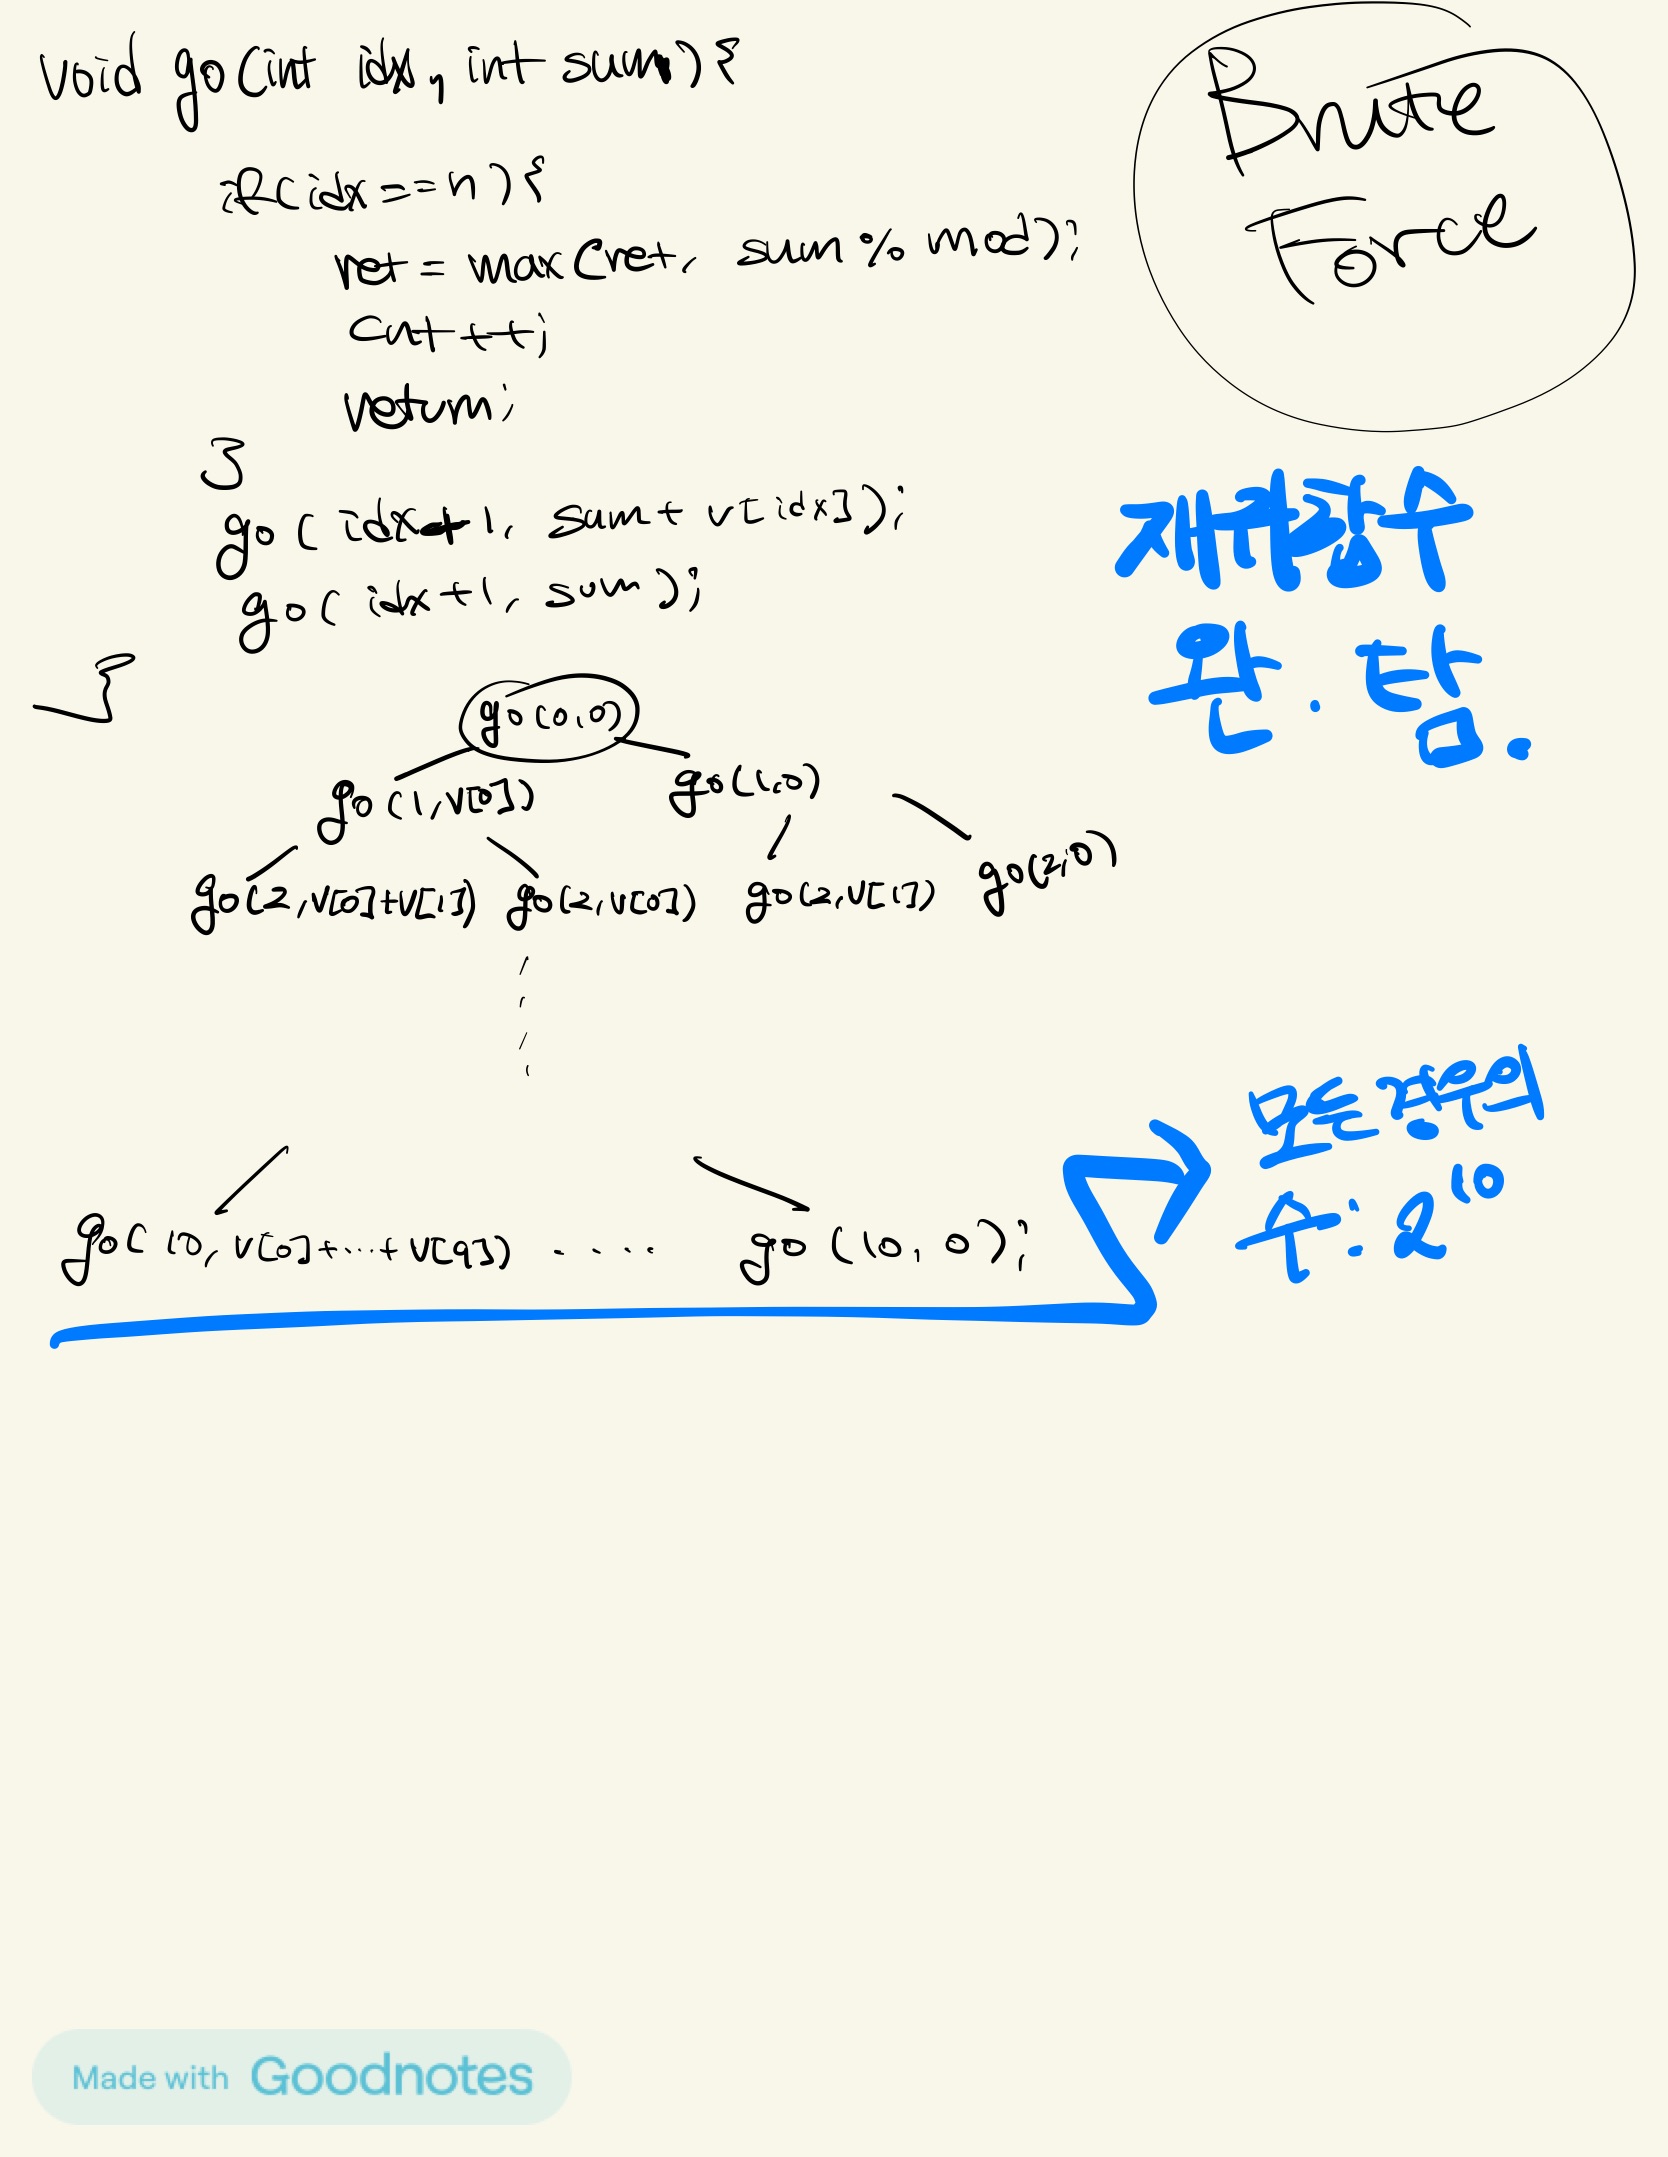 void go(int idx, int sum){
if(idx==n){
ret = max(ret, sum % mod);
cnt++;
return;
}
go(idx+1, sum+v[idx]);
go(idx+1, sum);
}
Brute
Force
재귀함수
완.탐.
go(0,0)
go(1,v[0]) go(1,0)
go(2,v[0]+v[1]) go(2,v[0]) go(2,v[1]) go(2,0)
go(10, v[0]+...+v[9]) .... go(10, 0);
모든경우의
수: 2^10
Made with Goodnotes